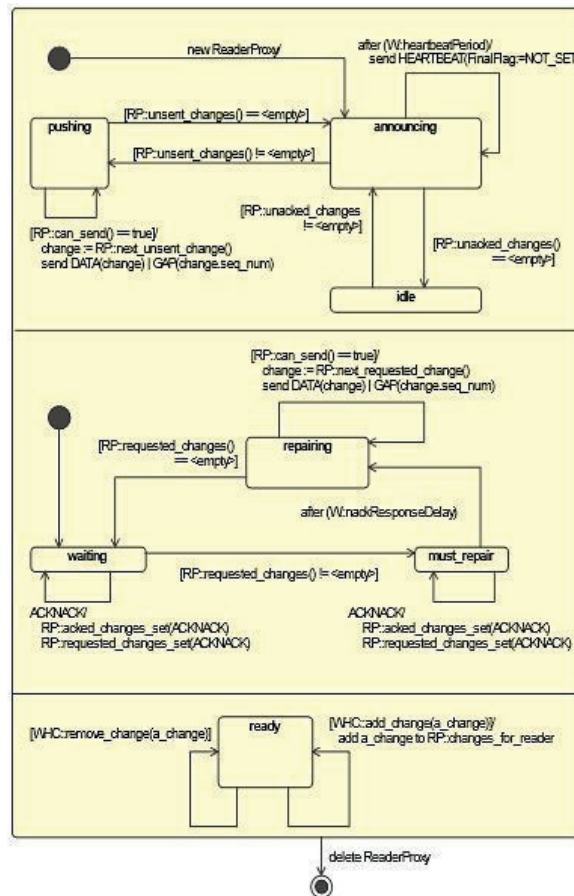 new ReaderProxy/
after (W::heartbeatPeriod)/
send HEARTBEAT(FinalFlag:=NOT_SET
pushing
[RP::unsent_changes() == <empty>]
announcing
[RP::unsent_changes() != <empty>]
[RP::can_send() == true]/
change := RP::next_unsent_change()
send DATA(change) | GAP(change.seq_num)
[RP::unacked_changes
!= <empty>]
[RP::unacked_changes()
== <empty>]
idle
[RP::can_send() == true]/
change := RP::next_requested_change()
send DATA(change) | GAP(change.seq_num)
[RP::requested_changes()
== <empty>]
repairing
after (W::nackResponseDelay)
waiting
must_repair
[RP::requested_changes() != <empty>]
ACKNACK/
RP::acked_changes_set(ACKNACK)
RP::requested_changes_set(ACKNACK)
ACKNACK/
RP::acked_changes_set(ACKNACK)
RP::requested_changes_set(ACKNACK)
[WHC::remove_change(a_change)]
ready
[WHC::add_change(a_change)]/
add a_change to RP::changes_for_reader
delete ReaderProxy